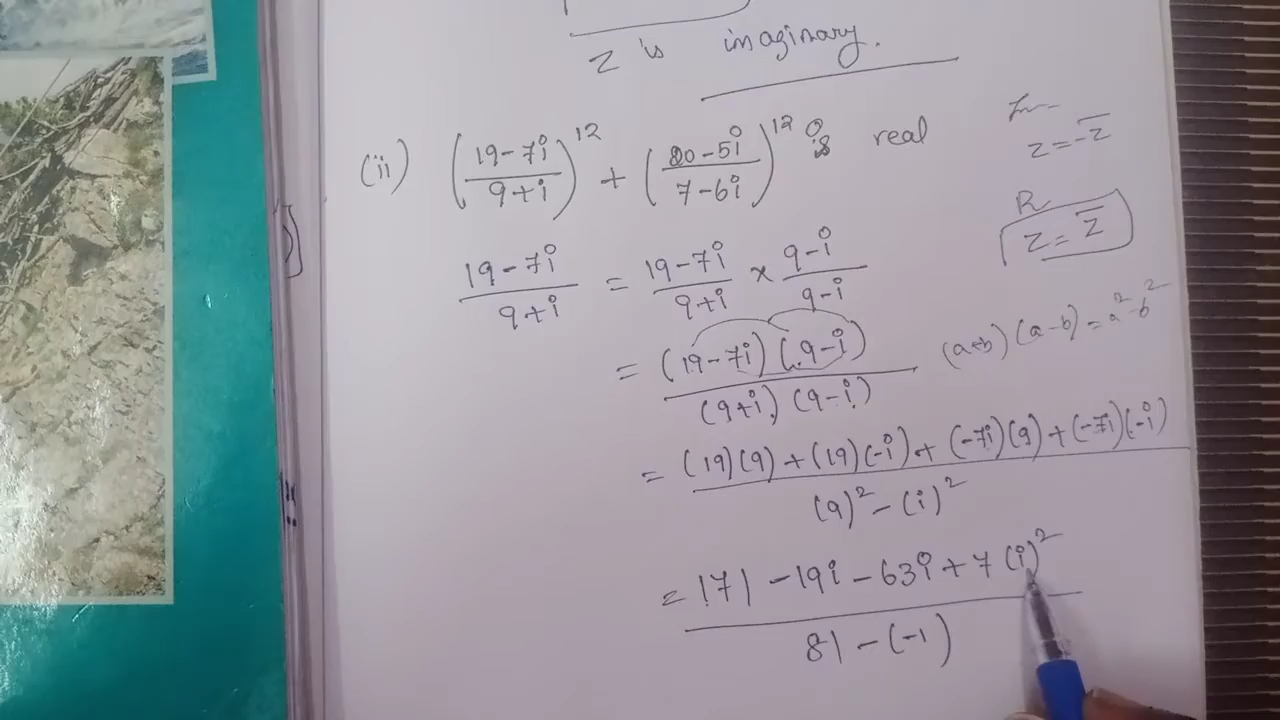 z is imaginary.
(ii) ((19-7i)/(9+i))^12 + ((20-5i)/(7-6i))^12 is real
z = -z̅
R
z = z̅
(19-7i)/(9+i) = (19-7i)/(9+i) × (9-i)/(9-i)
= (19-7i)(9-i)/(9+i)(9-i)
(a+b)(a-b) = a²-b²
= ((19)(9)+(19)(-i)+(-7i)(9)+(-7i)(-i))/((9)²-(i)²)
= (171-19i-63i+7(i)²)/(81-(-1))